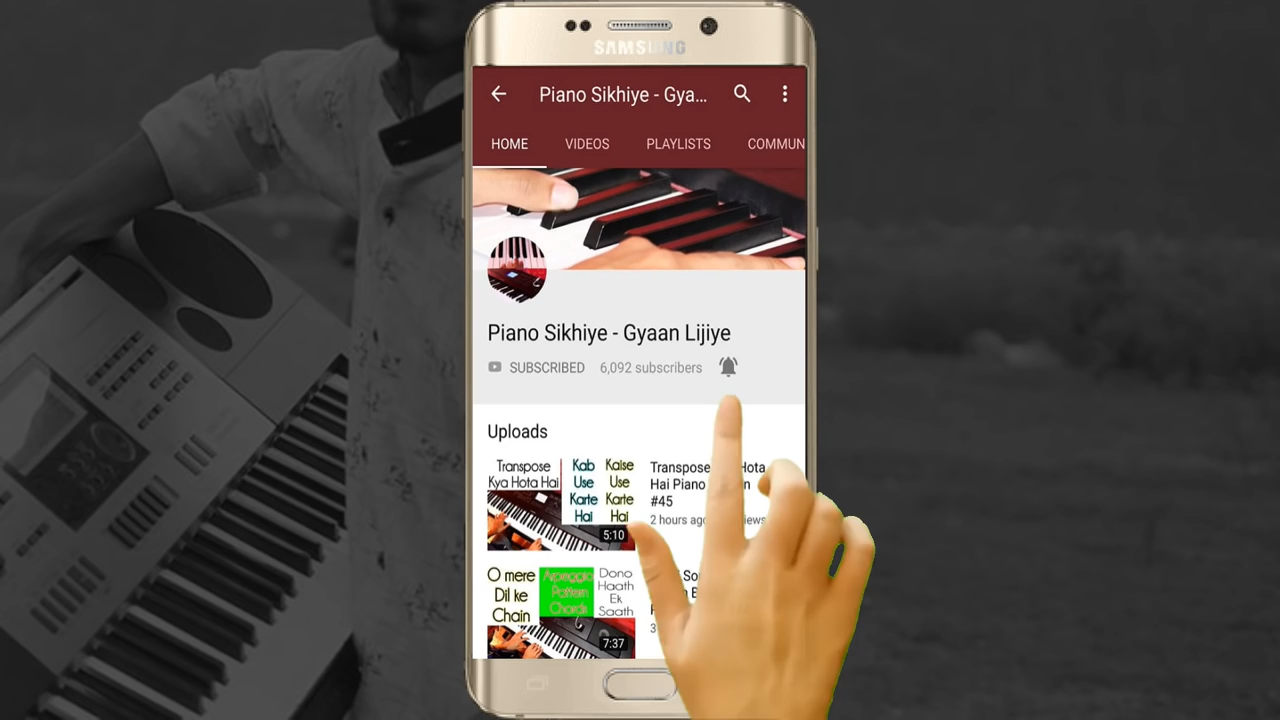 SAMSUNG
Piano Sikhiye - Gya...
HOME VIDEOS PLAYLISTS COMMUN
Piano Sikhiye - Gyaan Lijiye
SUBSCRIBED 6,092 subscribers
Uploads
Transpose
Kya Hota Hai
Kab
Use
Karte
Hai
Kaise
Use
Karte
Hai
5:10
Transpose Hota
Hai Piano
#45
2 hours ago
O mere
Dil ke
Chain
Arpeggio
Pattern
Chords
Dono
Haath
Ek
Saath
7:37